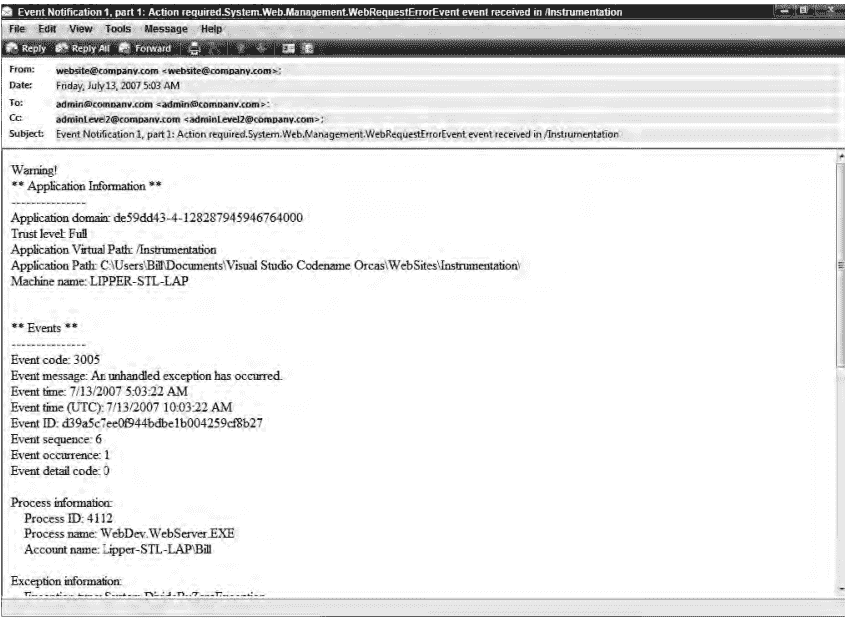 Event Notification 1, part 1: Action required.System.Web.Management.WebRequestErrorEvent event received in /Instrumentation
File Edit View Tools Message Help
Reply Reply All Forward
From: website@company.com <website@company.com>;
Date: Friday, July 13, 2007 5:03 AM
To: admin@company.com <admin@company.com>;
Cc: adminLevel2@company.com <adminLevel2@company.com>;
Subject: Event Notification 1, part 1: Action required.System.Web.Management.WebRequestErrorEvent event received in /Instrumentation
Warning!
** Application Information **
---------------
Application domain: de59dd43-4-128287945946764000
Trust level: Full
Application Virtual Path: /Instrumentation
Application Path: C:\Users\Bill\Documents\Visual Studio Codename Orcas\WebSites\Instrumentation\
Machine name: LIPPER-STL-LAP
** Events **
---------------
Event code: 3005
Event message: An unhandled exception has occurred.
Event time: 7/13/2007 5:03:22 AM
Event time (UTC): 7/13/2007 10:03:22 AM
Event ID: d39a5c7ee0f944bdbe1b004259cf8b27
Event sequence: 6
Event occurrence: 1
Event detail code: 0
Process information:
Process ID: 4112
Process name: WebDev.WebServer.EXE
Account name: Lipper-STL-LAP\Bill
Exception information:
Exception type: System.DivideByZeroException